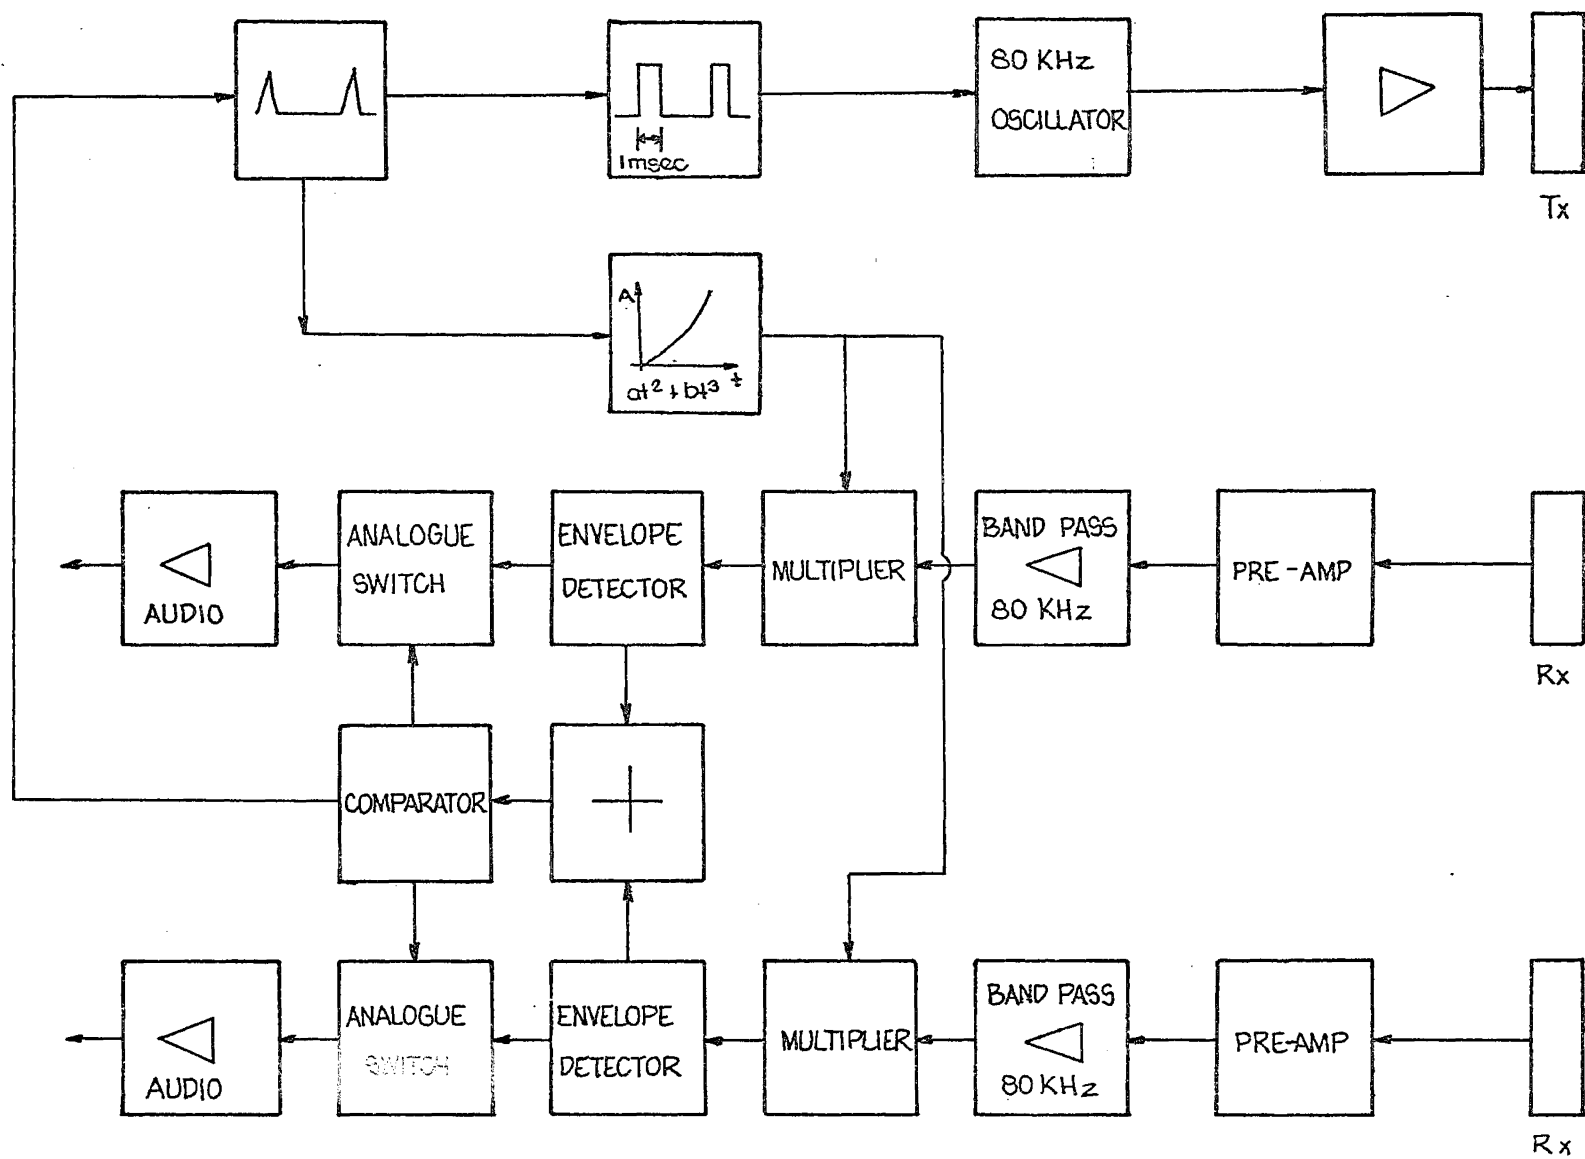 80 KHz
OSCILLATOR
1msec
Tx
A
t
at² + bt³
ANALOGUE
SWITCH
ENVELOPE
DETECTOR
MULTIPLIER
BAND PASS
80 KHz
PRE-AMP
AUDIO
Rx
COMPARATOR
ANALOGUE
SWITCH
ENVELOPE
DETECTOR
MULTIPLIER
BAND PASS
80 KHz
PRE-AMP
AUDIO
Rx